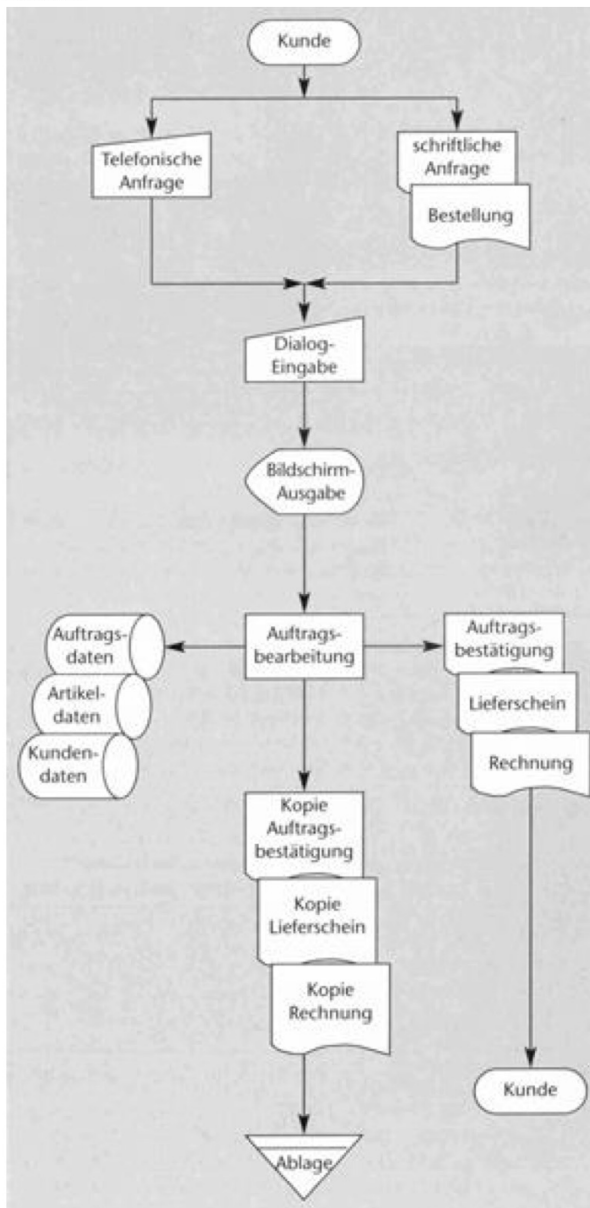 Kunde
Telefonische
Anfrage
schriftliche
Anfrage
Bestellung
Dialog-
Eingabe
Bildschirm-
Ausgabe
Auftrags-
daten
Artikel-
daten
Kunden-
daten
Auftrags-
bearbeitung
Auftrags-
bestätigung
Lieferschein
Rechnung
Kopie
Auftrags-
bestätigung
Kopie
Lieferschein
Kopie
Rechnung
Kunde
Ablage